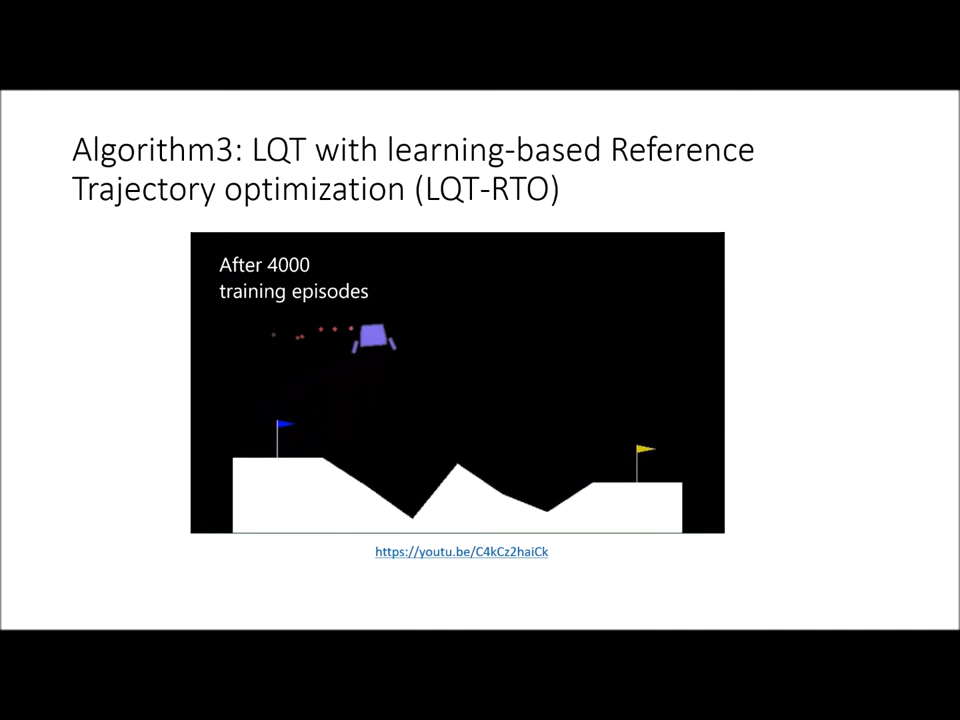 Algorithm3: LQT with learning-based Reference
Trajectory optimization (LQT-RTO)
After 4000
training episodes
https://youtu.be/C4kCz2haiCk